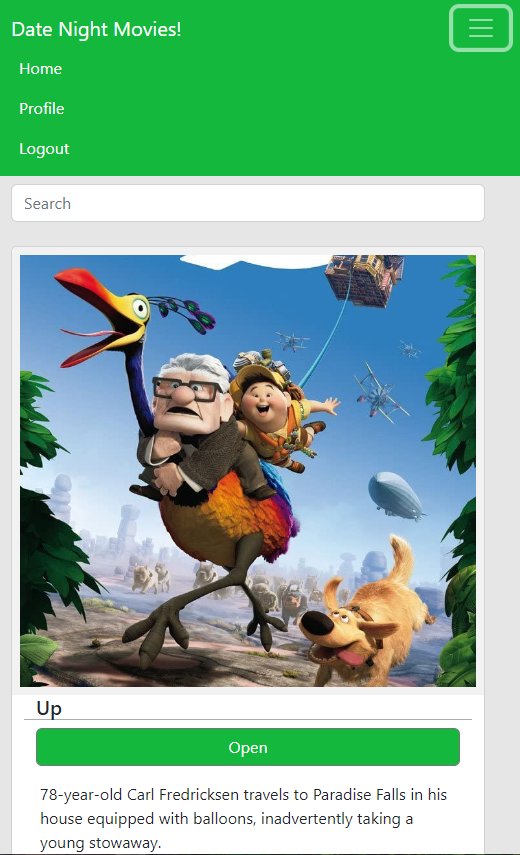 Date Night Movies!
Home
Profile
Logout
Search
Up
Open
78-year-old Carl Fredricksen travels to Paradise Falls in his
house equipped with balloons, inadvertently taking a
young stowaway.